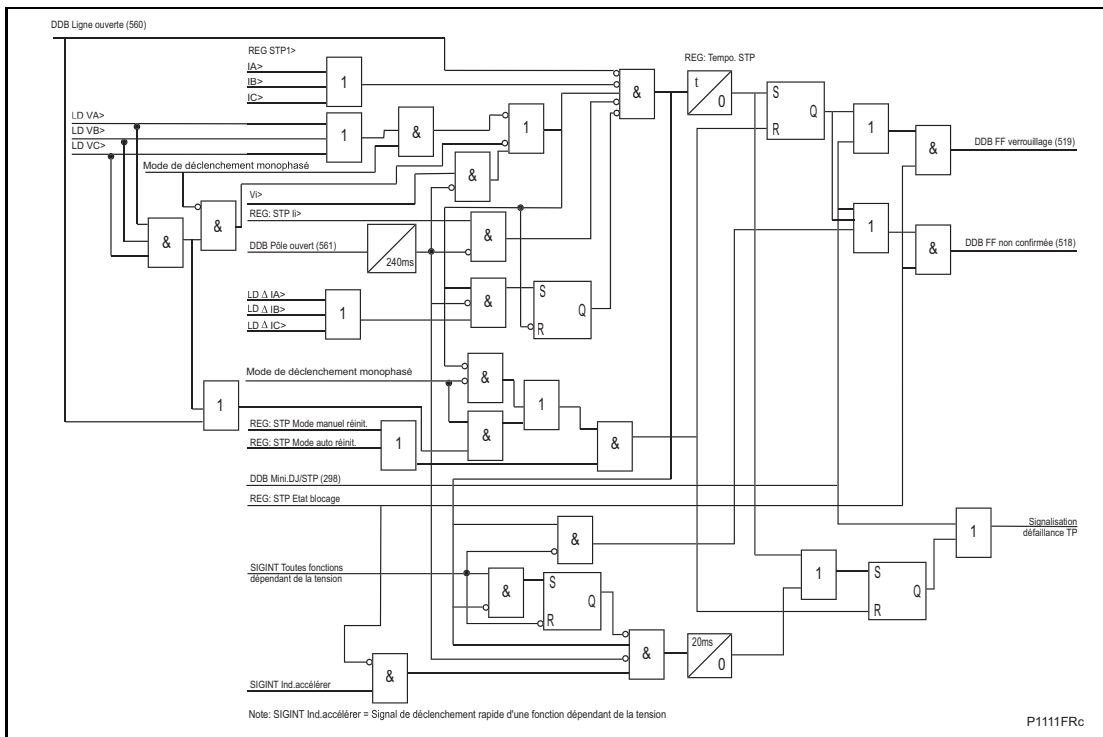 DDB Ligne ouverte (560)
REG STP1>
IA>
IB>
IC>
1
&
REG: Tempo. STP
t
0
S
Q
R
1
&
DDB FF verrouillage (519)
LD VA>
LD VB>
LD VC>
1
&
1
Mode de déclenchement monophasé
&
Vi>
&
&
REG: STP Ii>
&
DDB Pôle ouvert (561)
240ms
1
&
DDB FF non confirmée (518)
LD Δ IA>
LD Δ IB>
LD Δ IC>
1
&
S
Q
R
Mode de déclenchement monophasé
&
1
1
&
&
REG: STP Mode manuel réinit.
REG: STP Mode auto réinit.
1
DDB Mini.DJ/STP (298)
REG: STP Etat blocage
&
1
Signalisation
défaillance TP
SIGINT Toutes fonctions
dépendant de la tension
&
S
Q
R
1
S
Q
R
&
20ms
0
&
SIGINT Ind.accélérer
Note: SIGINT Ind.accélérer = Signal de déclenchement rapide d'une fonction dépendant de la tension
P1111FRc